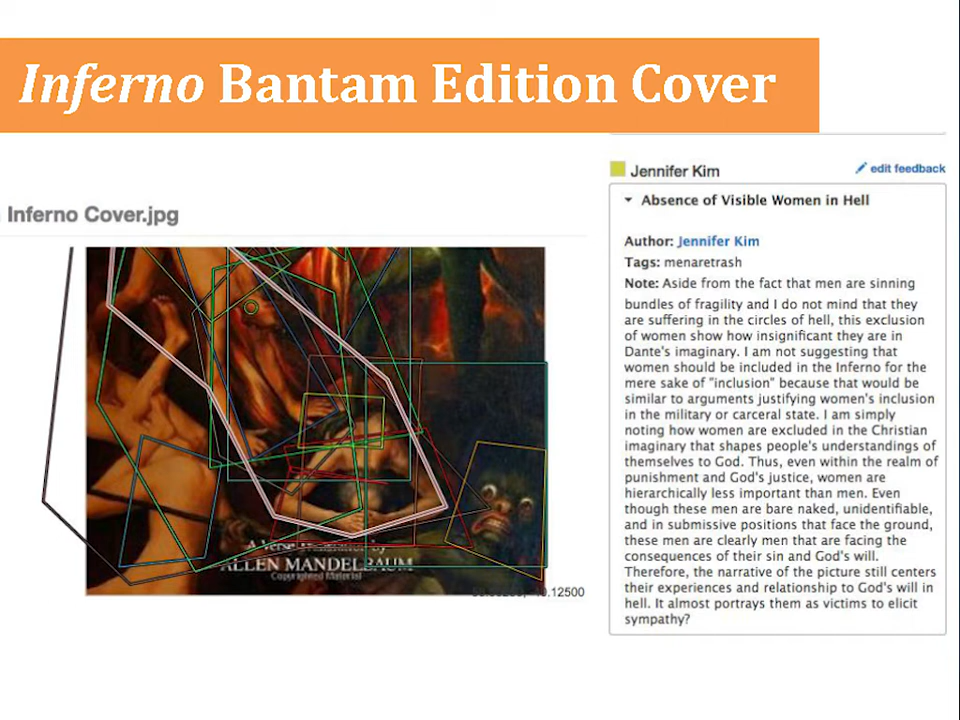 Inferno Bantam Edition Cover
Inferno Cover.jpg
ALLEN MANDELBAUM
Copyrighted Material
Jennifer Kim
edit feedback
Absence of Visible Women in Hell
Author: Jennifer Kim
Tags: menaretrash
Note: Aside from the fact that men are sinning
bundles of fragility and I do not mind that they
are suffering in the circles of hell, this exclusion
of women show how insignificant they are in
Dante's imaginary. I am not suggesting that
women should be included in the Inferno for the
mere sake of "inclusion" because that would be
similar to arguments justifying women's inclusion
in the military or carceral state. I am simply
noting how women are excluded in the Christian
imaginary that shapes people's understandings of
themselves to God. Thus, even within the realm of
punishment and God's justice, women are
hierarchically less important than men. Even
though these men are bare naked, unidentifiable,
and in submissive positions that face the ground,
these men are clearly men that are facing the
consequences of their sin and God's will.
Therefore, the narrative of the picture still centers
their experiences and relationship to God's will in
hell. It almost portrays them as victims to elicit
sympathy?